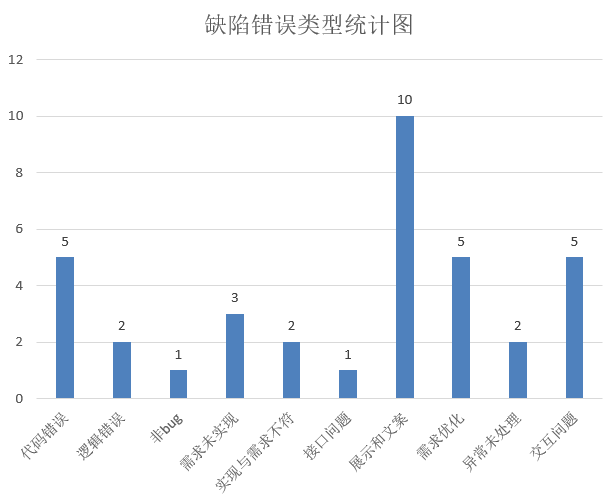 缺陷错误类型统计图
12
10
8
6
4
2
0
5
2
1
3
2
1
10
5
2
5
代码错误
逻辑错误
非bug
需求未实现
实现与需求不符
接口问题
展示和文案
需求优化
异常未处理
交互问题